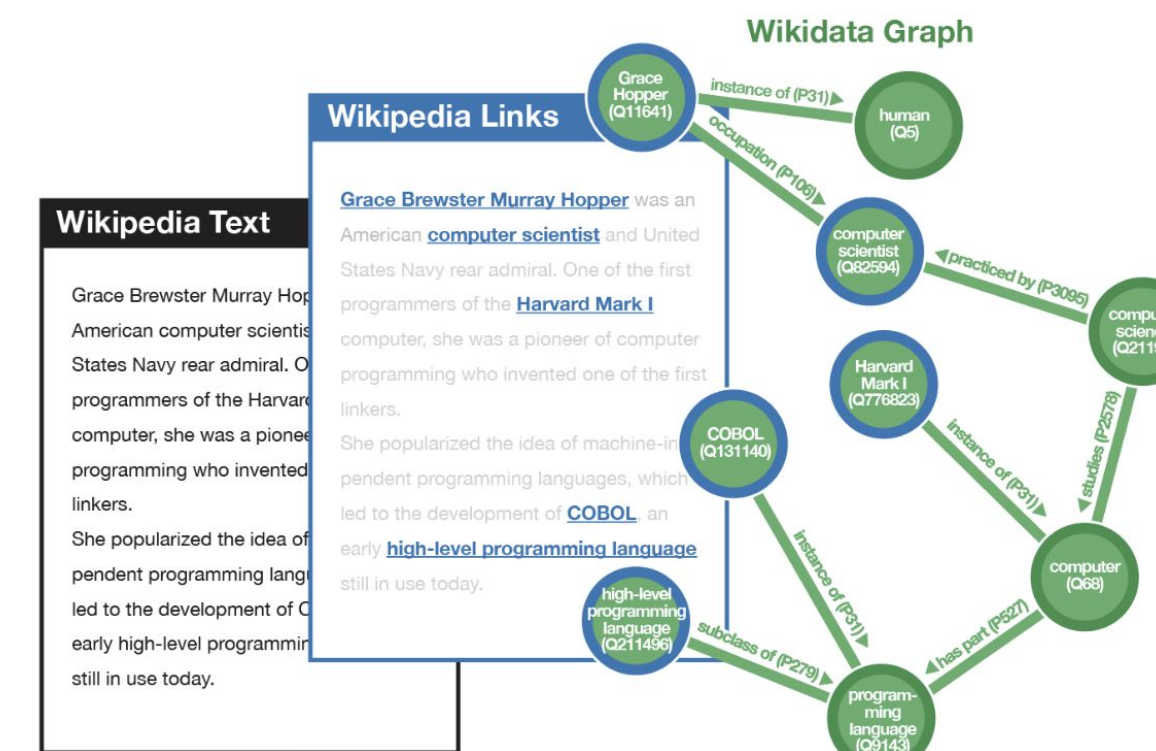 Wikidata Graph
Grace
Hopper
(Q11641)
instance of (P31)
human
(Q5)
occupation (P106)
Wikipedia Links
Grace Brewster Murray Hopper was an
American computer scientist and United
States Navy rear admiral. One of the first
programmers of the Harvard Mark I
computer, she was a pioneer of computer
programming who invented one of the first
linkers.
She popularized the idea of machine-in
pendent programming languages, which
led to the development of COBOL, an
early high-level programming language
still in use today.
Wikipedia Text
Grace Brewster Murray Hop
American computer scientis
States Navy rear admiral. O
programmers of the Harvard
computer, she was a pionee
programming who invented
linkers.
She popularized the idea of
pendent programming langu
led to the development of C
early high-level programmin
still in use today.
computer
scientist
(Q82594)
practiced by (P3095)
compu
scien
(Q211
Harvard
Mark I
(Q776823)
COBOL
(Q131140)
instance of (P31)
studies (P2578)
computer
(Q68)
instance of (P31)
has part (P527)
high-level
programming
language
(Q211496)
subclass of (P279)
program-
ming
language
(Q9143)